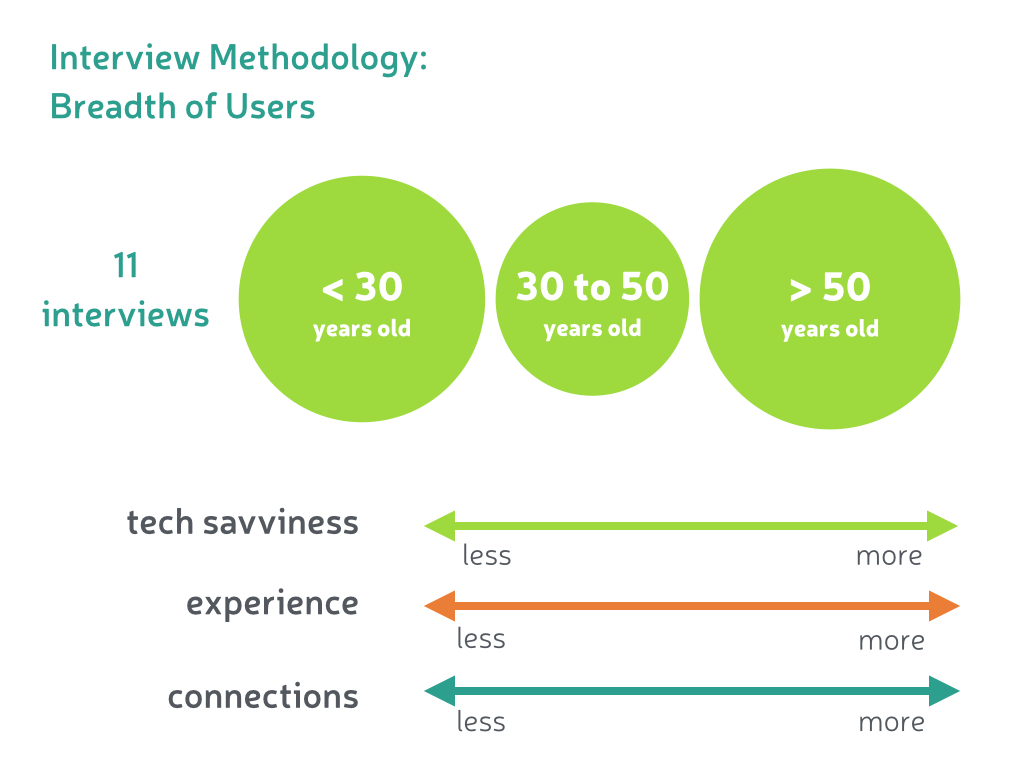 Interview Methodology:
Breadth of Users
11
interviews
< 30
years old
30 to 50
years old
> 50
years old
tech savviness
less
more
experience
less
more
connections
less
more